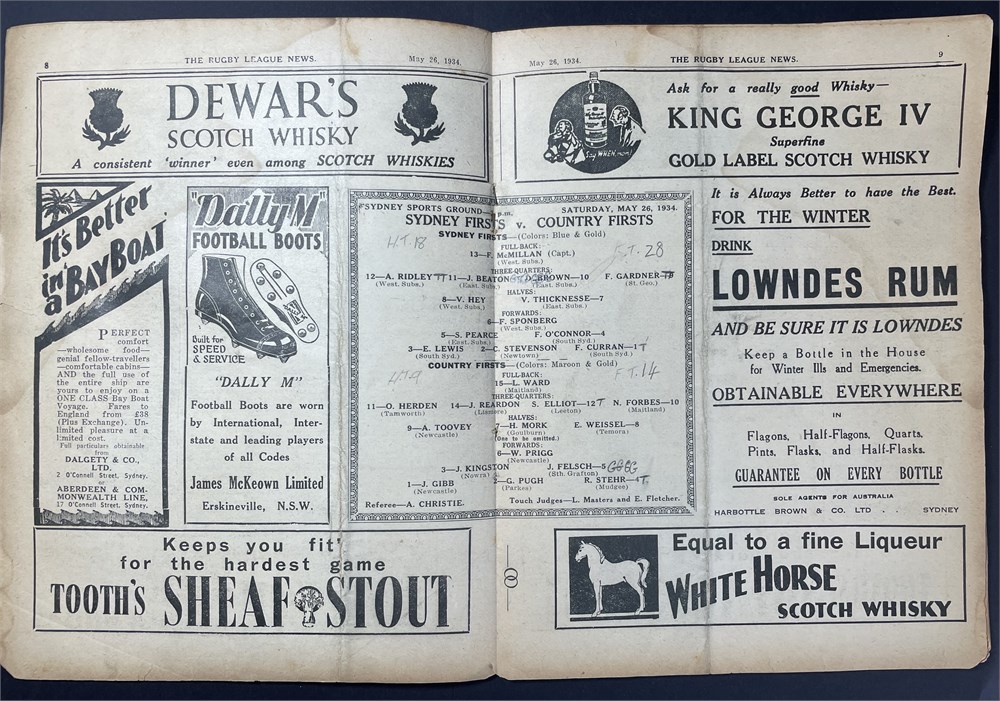 8
THE RUGBY LEAGUE NEWS.
May 26, 1934.
DEWAR'S
SCOTCH WHISKY
A consistent 'winner' even among SCOTCH WHISKIES
It's Better
in a BAY BOAT
PERFECT
comfort
—wholesome food—
genial fellow-travellers
—comfortable cabins—
AND the full use of
the entire ship are
yours to enjoy on a
ONE CLASS Bay Boat
Voyage. Fares to
England from £38
(Plus Exchange). Un-
limited pleasure at a
limited cost.
Full particulars obtainable
from
DALGETY & CO.,
LTD.
2 O'Connell Street, Sydney.
or
ABERDEEN & COM-
MONWEALTH LINE,
17 O'Connell Street, Sydney.
"Dally M"
FOOTBALL BOOTS
Built for
SPEED
& SERVICE
"DALLY M"
Football Boots are worn
by International, Inter-
state and leading players
of all Codes
James McKeown Limited
Erskineville, N.S.W.
Keeps you fit
for the hardest game
TOOTH'S SHEAF STOUT
SYDNEY SPORTS GROUND— p.m. SATURDAY, MAY 26, 1934.
SYDNEY FIRSTS v. COUNTRY FIRSTS
SYDNEY FIRSTS—(Colors: Blue & Gold)
H.T. 18
FULL-BACK:
F.T. 28
13—F. McMILLAN (Capt.)
(West. Subs.)
THREE-QUARTERS:
12—A. RIDLEY TT 11—J. BEATON D. BROWN—10 F. GARDNER—
(West. Subs.) (East. Subs.) (East. Subs.) (St. Geo.)
HALVES:
8—V. HEY V. THICKNESSE—7
(West. Subs.) (East. Subs.)
FORWARDS:
6—F. SPONBERG
(West. Subs.)
5—S. PEARCE F. O'CONNOR—4
(East. Subs.) (South Syd.)
3—E. LEWIS 2—C. STEVENSON F. CURRAN—1 T
(South Syd.) (Newtown) (South Syd.)
COUNTRY FIRSTS—(Colors: Maroon & Gold)
H.T. 9
FULL-BACK:
F.T. 14
15—L. WARD
(Maitland)
THREE-QUARTERS:
11—O. HERDEN 14—J. REARDON S. ELLIOT—12 T N. FORBES—10
(Tamworth) (Lismore) (Leeton) (Maitland)
HALVES:
9—A. TOOVEY 7—H. MORK E. WEISSEL—8
(Newcastle) (Goulburn) (Temora)
(One to be omitted.)
FORWARDS:
6—W. PRIGG
(Newcastle)
3—J. KINGSTON J. FELSCH—5 GGGG
(Nowra) (Sth. Grafton)
1—J. GIBB 2—G. PUGH R. STEHR—4 T
(Newcastle) (Parkes) (Mudgee)
Referee—A. CHRISTIE. Touch Judges—L. Masters and E. Fletcher.
May 26, 1934.
THE RUGBY LEAGUE NEWS.
9
Say WHEN, man!
Ask for a really good Whisky—
KING GEORGE IV
Superfine
GOLD LABEL SCOTCH WHISKY
It is Always Better to have the Best.
FOR THE WINTER
DRINK
LOWNDES RUM
AND BE SURE IT IS LOWNDES
Keep a Bottle in the House
for Winter Ills and Emergencies.
OBTAINABLE EVERYWHERE
IN
Flagons, Half-Flagons, Quarts,
Pints, Flasks, and Half-Flasks.
GUARANTEE ON EVERY BOTTLE
SOLE AGENTS FOR AUSTRALIA
HARBOTTLE BROWN & CO. LTD . . SYDNEY
Equal to a fine Liqueur
WHITE HORSE
SCOTCH WHISKY